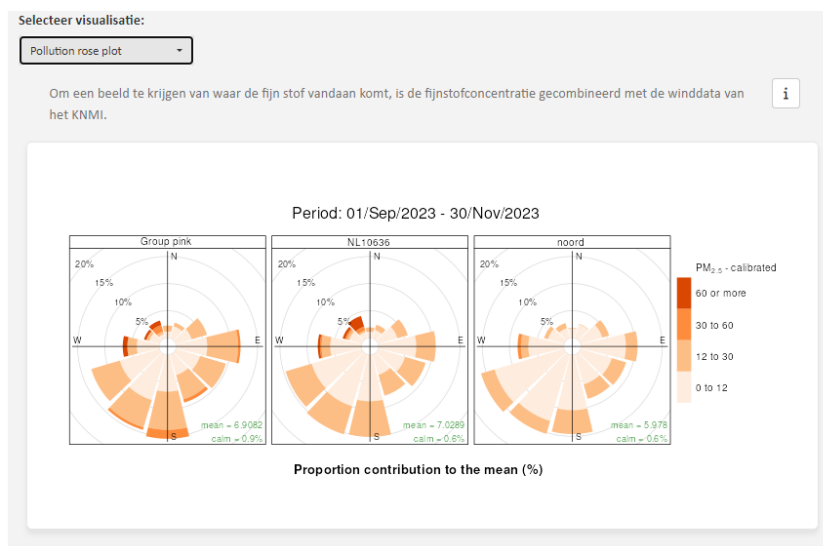 Selecteer visualisatie:
Pollution rose plot
Om een beeld te krijgen van waar de fijn stof vandaan komt, is de fijnstofconcentratie gecombineerd met de winddata van
het KNMI.
i
Period: 01/Sep/2023 - 30/Nov/2023
Group pink
20%
15%
10%
5%
N
W
E
S
mean = 6.9082
calm = 0.9%
NL10636
20%
15%
10%
5%
N
W
E
S
mean = 7.0289
calm = 0.6%
noord
20%
15%
10%
5%
N
W
E
S
mean = 5.978
calm = 0.6%
PM2.5 - calibrated
60 or more
30 to 60
12 to 30
0 to 12
Proportion contribution to the mean (%)